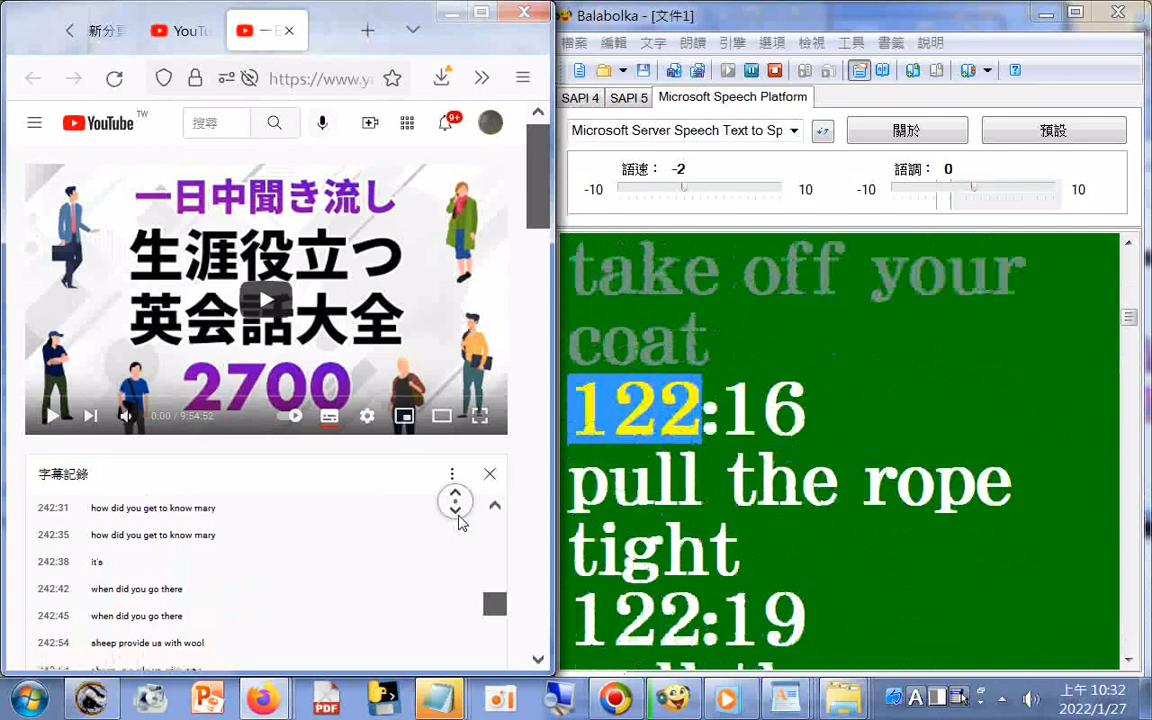 新分頁
YouTu
一 E
https://www.y
YouTube TW
搜尋
9+
一日中聞き流し
生涯役立つ
英会話大全
2700
0:00 / 9:54:52
字幕記錄
242:31 how did you get to know mary
242:35 how did you get to know mary
242:38 it's
242:42 when did you go there
242:45 when did you go there
242:54 sheep provide us with wool
Balabolka - [文件1]
檔案 編輯 文字 朗讀 引擎 選項 檢視 工具 書籤 說明
SAPI 4 SAPI 5 Microsoft Speech Platform
Microsoft Server Speech Text to Sp
關於 預設
語速： -2 語調： 0
-10 10 -10 10
take off your
coat
122:16
pull the rope
tight
122:19
PDF
A
上午 10:32
2022/1/27